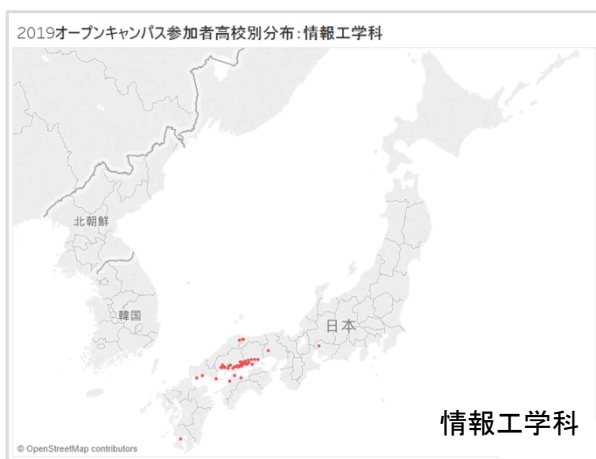 2019オープンキャンパス参加者高校別分布：情報工学科
北朝鮮
韓国
日本
情報工学科
© OpenStreetMap contributors